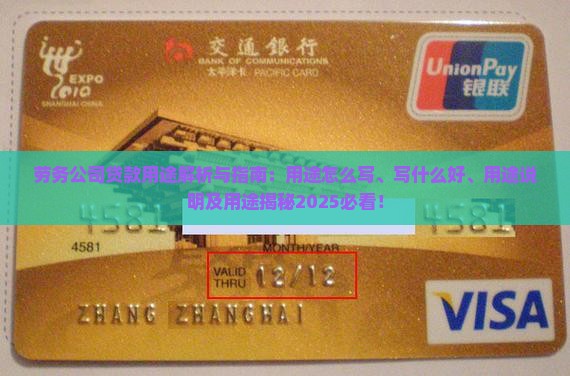 EXPO
2010
SHANGHAI CHINA
交通銀行
BANK OF COMMUNICATIONS
太平洋卡 PACIFIC CARD
UnionPay
银联
劳务公司贷款用途解析与指南：用途怎么写、写什么好、用途说
明及用途揭秘2025必看！
4581 4581
4581
MONTH/YEAR
VALID
THRU 12/12
ZHANG ZHANGHAI
VISA